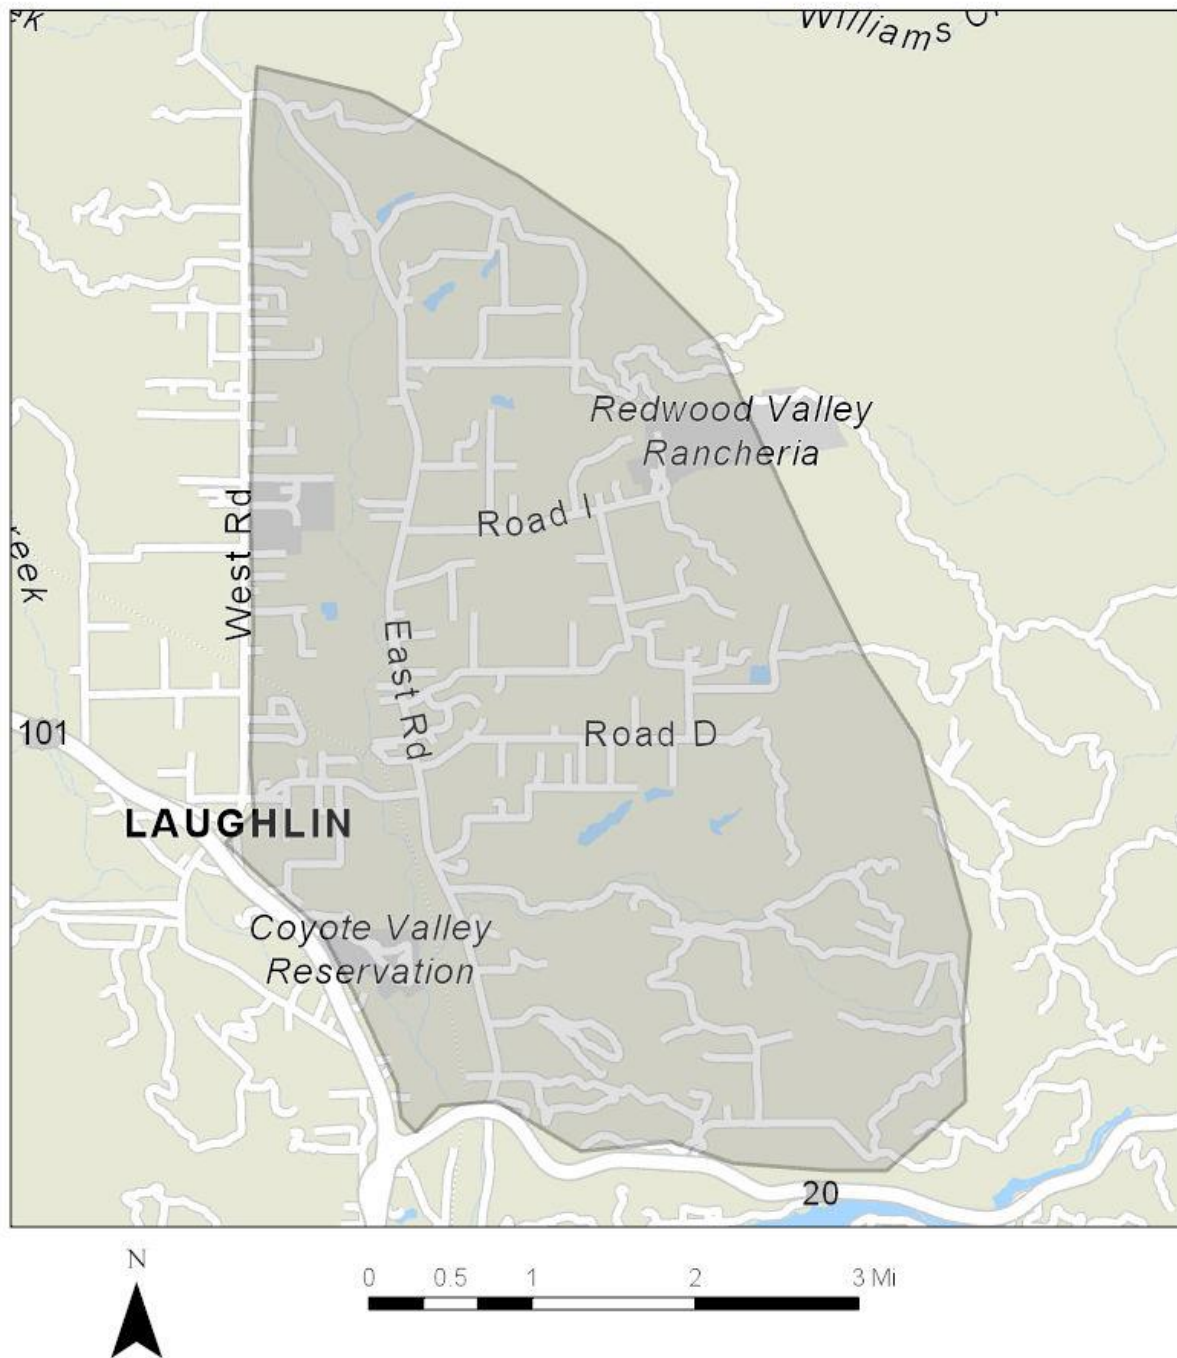 ek
Williams C
Redwood Valley
Rancheria
Road I
West Rd
reek
East Rd
101
Road D
LAUGHLIN
Coyote Valley
Reservation
20
N
0 0.5 1 2 3 Mi